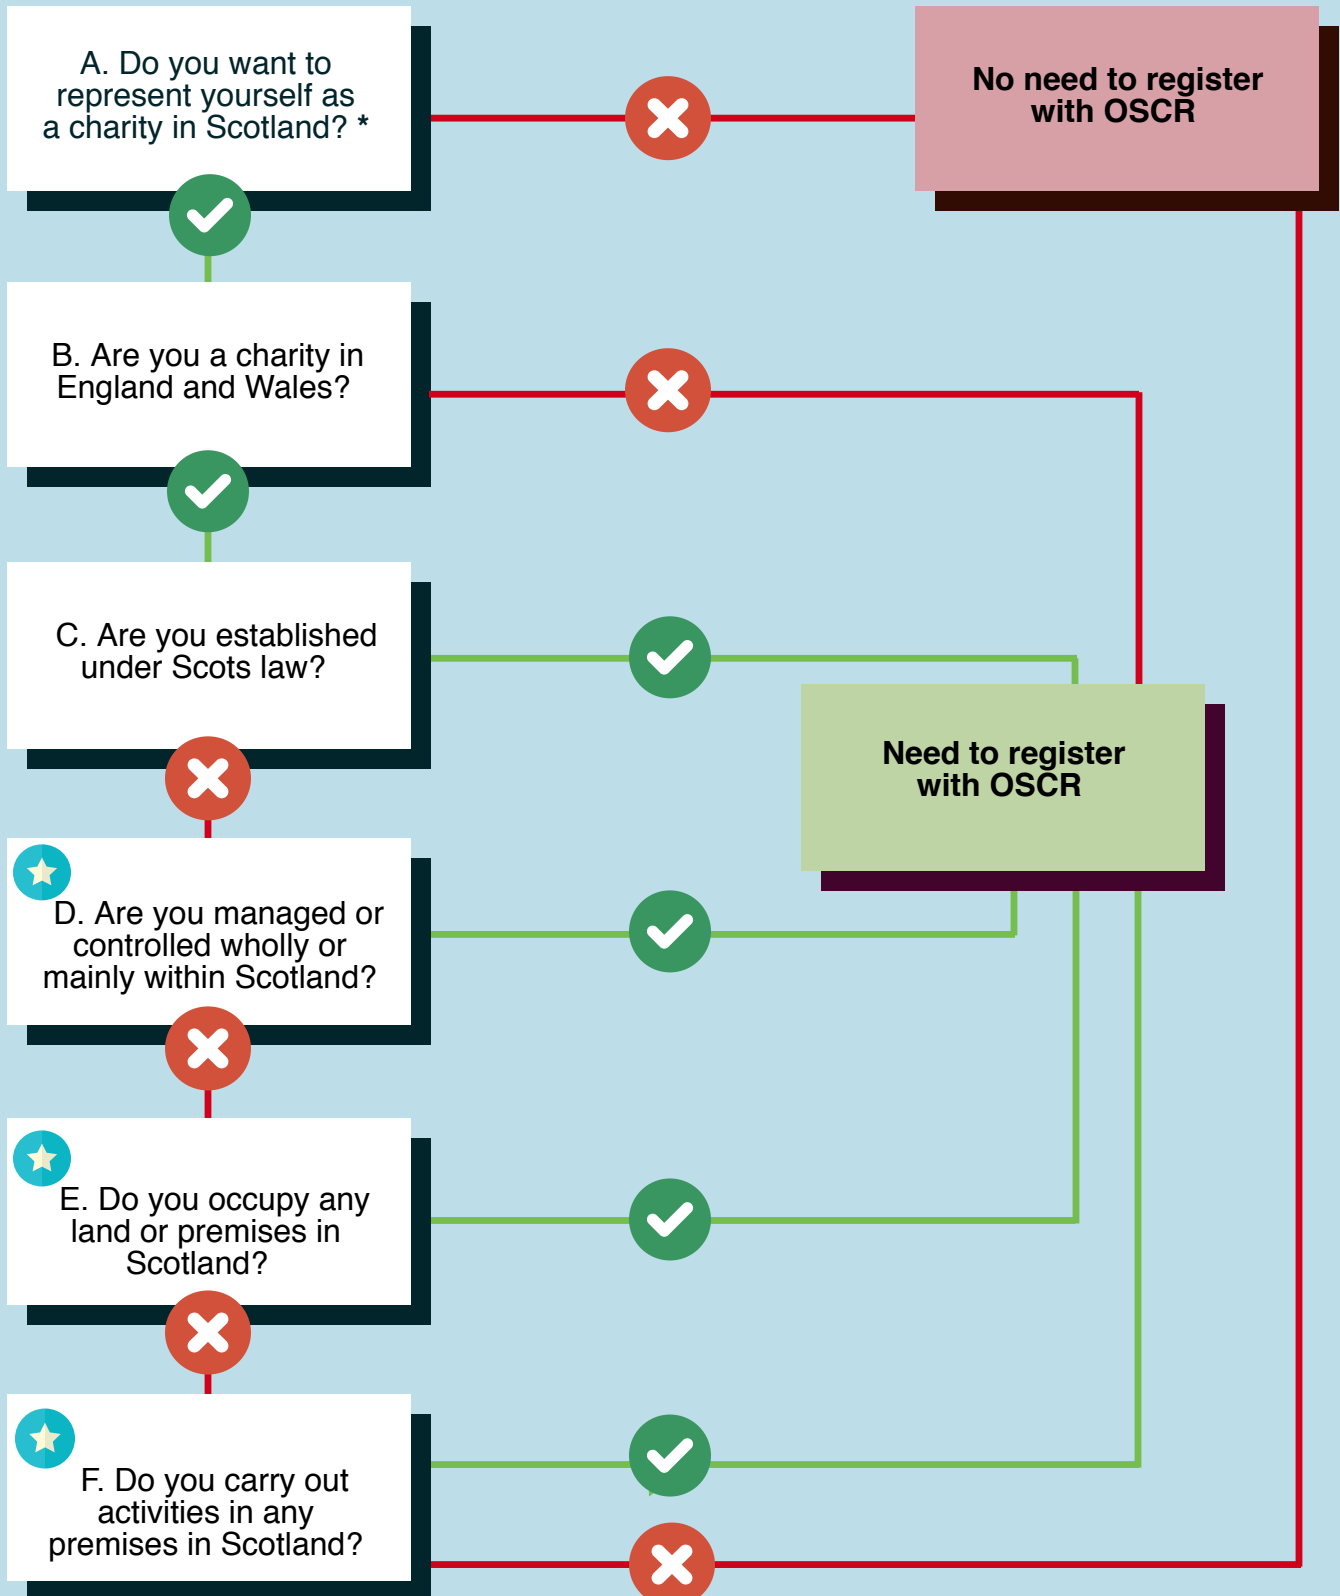 A. Do you want to
represent yourself as
a charity in Scotland? *
No need to register
with OSCR
B. Are you a charity in
England and Wales?
C. Are you established
under Scots law?
Need to register
with OSCR
D. Are you managed or
controlled wholly or
mainly within Scotland?
E. Do you occupy any
land or premises in
Scotland?
F. Do you carry out
activities in any
premises in Scotland?